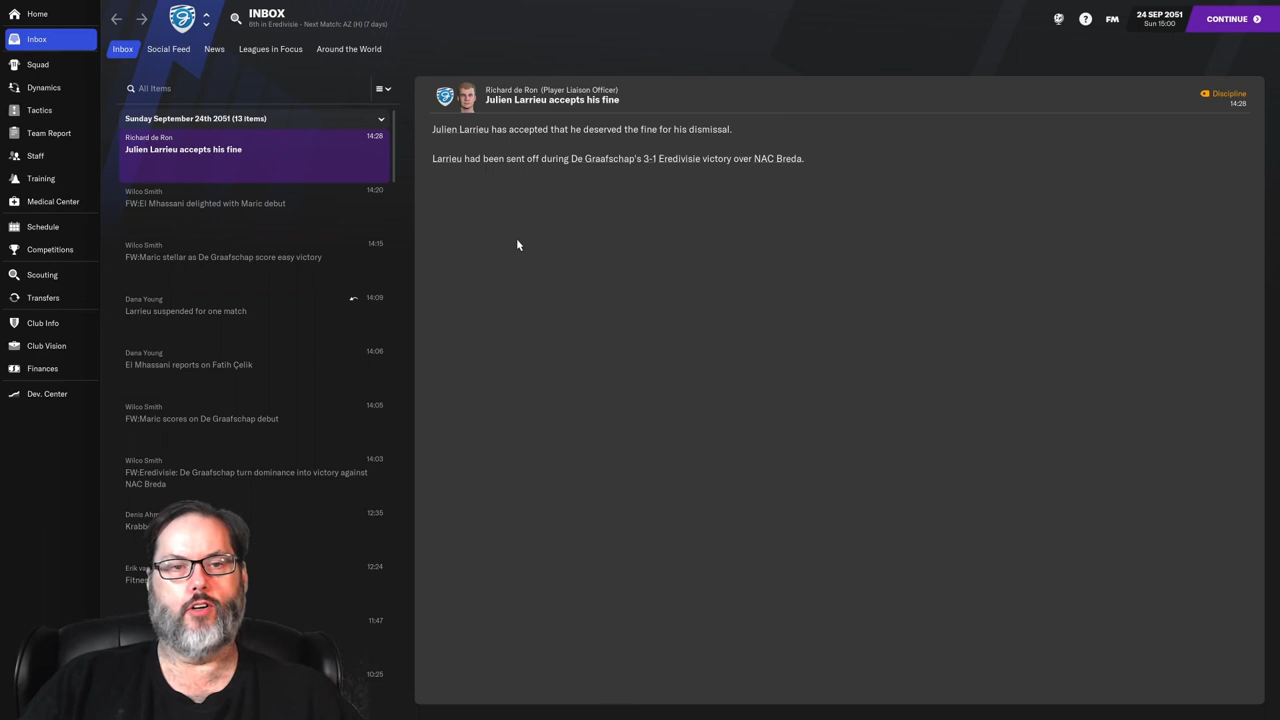 Home
Inbox
Squad
Dynamics
Tactics
Team Report
Staff
Training
Medical Center
Schedule
Competitions
Scouting
Transfers
Club Info
Club Vision
Finances
Dev. Center
INBOX
6th in Eredivisie - Next Match: AZ (H) (7 days)
FM
24 SEP 2051
Sun 15:00
CONTINUE
Inbox
Social Feed
News
Leagues in Focus
Around the World
All Items
Sunday September 24th 2051 (13 items)
Richard de Ron
14:28
Julien Larrieu accepts his fine
Wilco Smith
14:20
FW:El Mhassani delighted with Maric debut
Wilco Smith
14:15
FW:Maric stellar as De Graafschap score easy victory
Dana Young
14:09
Larrieu suspended for one match
Dana Young
14:06
El Mhassani reports on Fatih Çelik
Wilco Smith
14:05
FW:Maric scores on De Graafschap debut
Wilco Smith
14:03
FW:Eredivisie: De Graafschap turn dominance into victory against
NAC Breda
Denis
12:35
Erik
12:24
11:47
10:25
Richard de Ron (Player Liaison Officer)
Julien Larrieu accepts his fine
Discipline
14:28
Julien Larrieu has accepted that he deserved the fine for his dismissal.
Larrieu had been sent off during De Graafschap's 3-1 Eredivisie victory over NAC Breda.